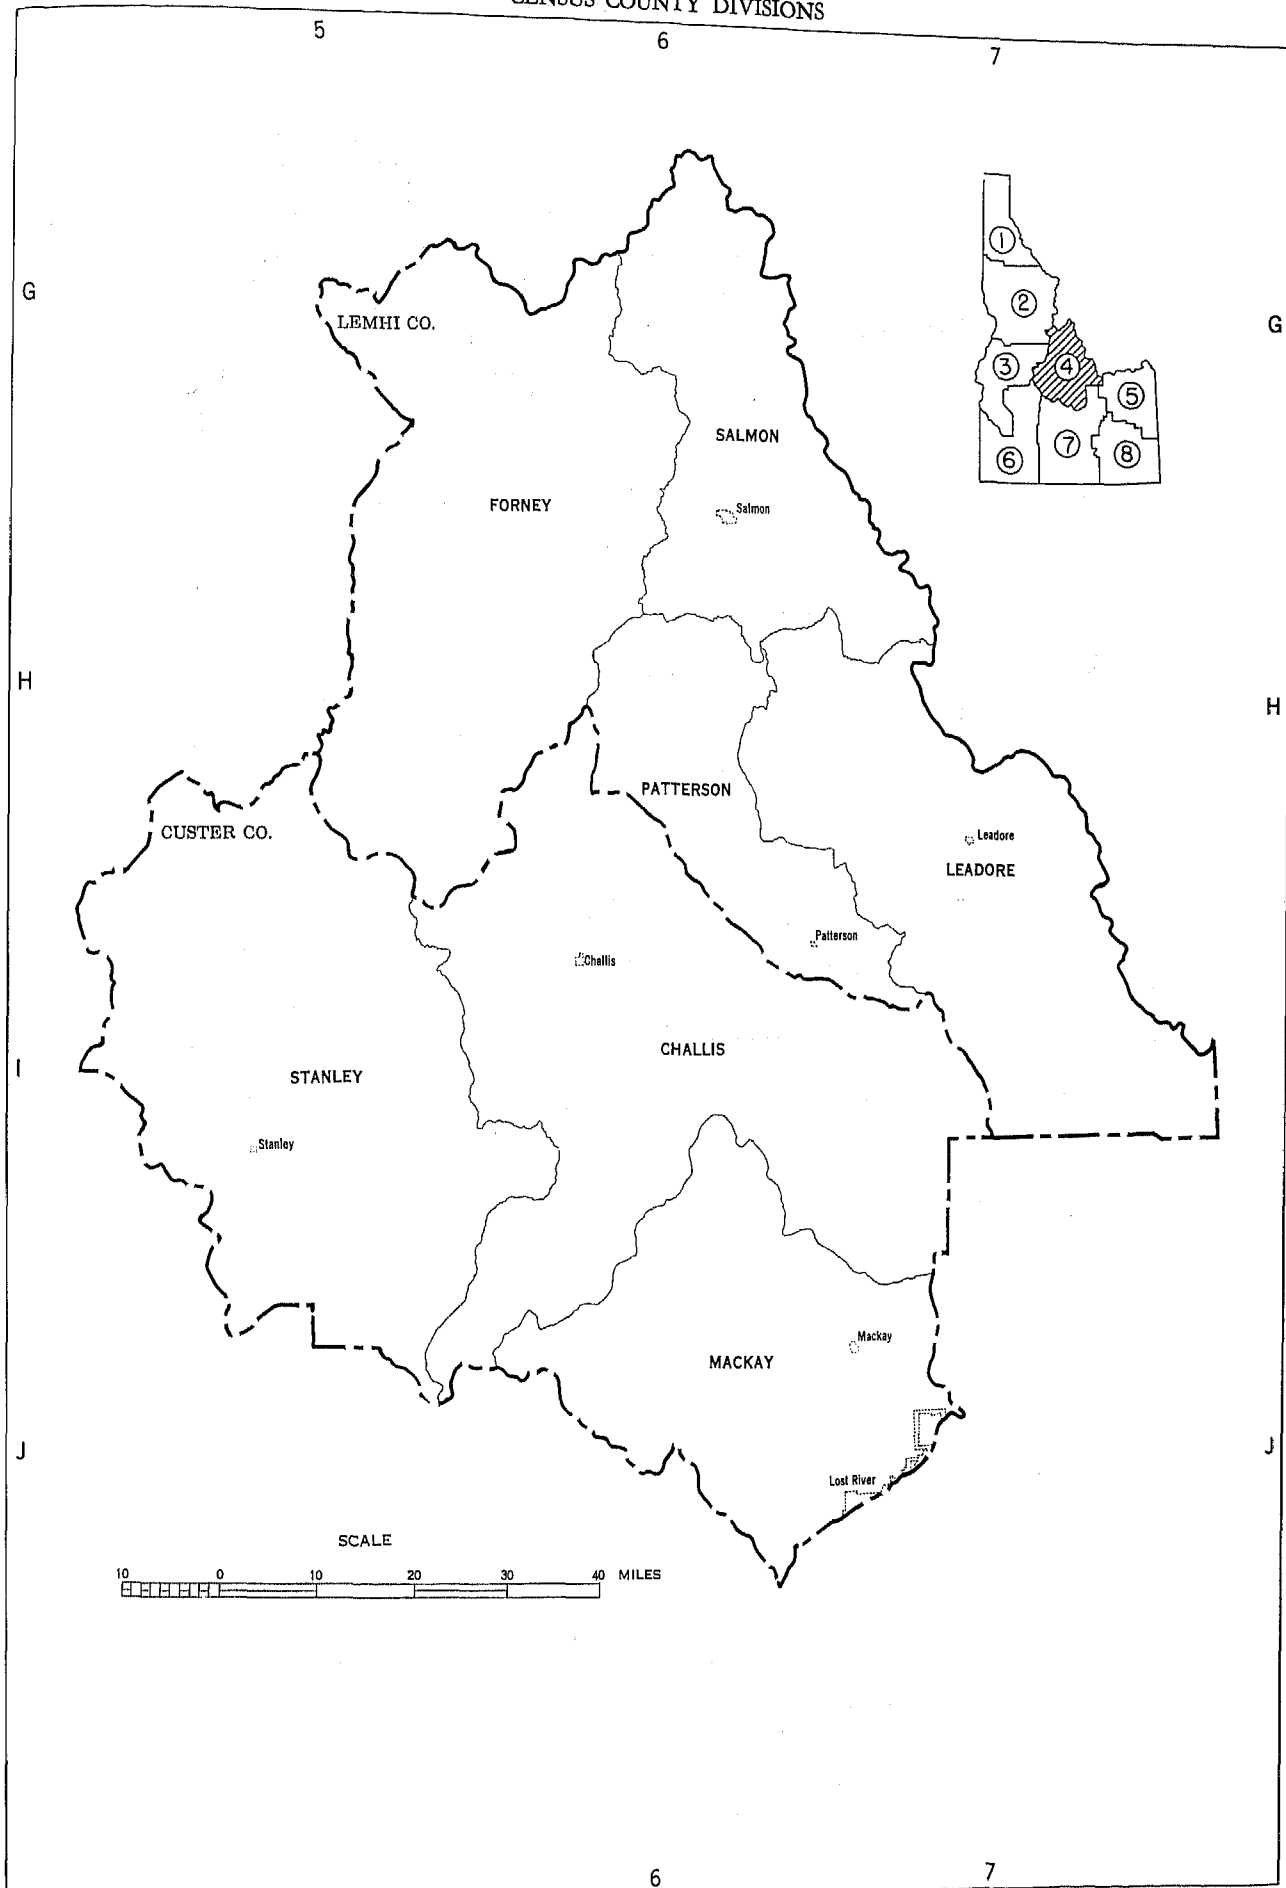 CENSUS COUNTY DIVISIONS
5
6
7
G
G
LEMHI CO.
1
2
3
4
5
6
7
8
SALMON
FORNEY
Salmon
H
H
PATTERSON
CUSTER CO.
Leadore
LEADORE
Patterson
Challis
CHALLIS
I
STANLEY
Stanley
Mackay
MACKAY
J
J
Lost River
SCALE
10 0 10 20 30 40 MILES
6
7